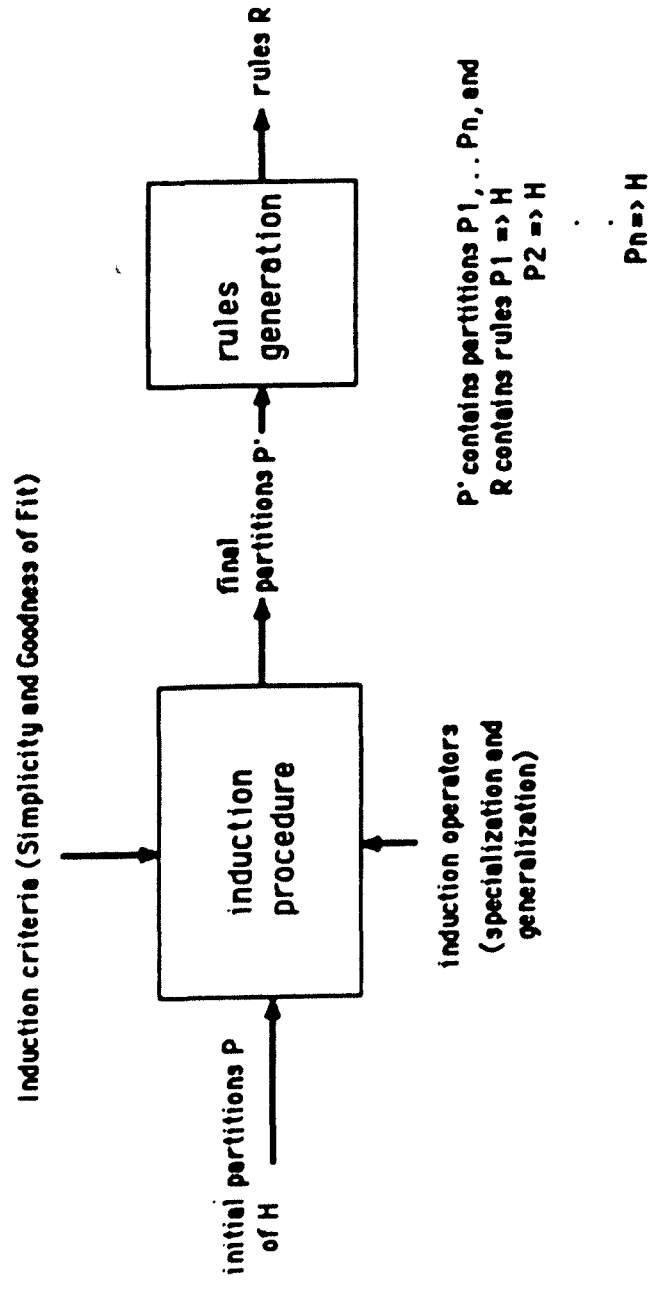 Induction criteria (Simplicity and Goodness of Fit)
initial partitions P
of H
induction
procedure
final
partitions P'
rules
generation
rules R
induction operators
(specialization and
generalization)
P' contains partitions P1, . . Pn, and
R contains rules P1 => H
P2 => H
.
.
Pn => H